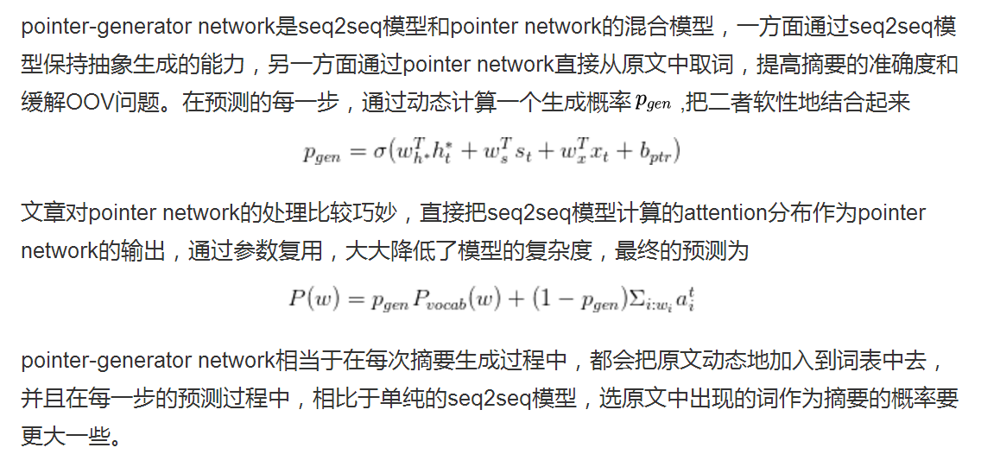 pointer-generator network是seq2seq模型和pointer network的混合模型，一方面通过seq2seq模
型保持抽象生成的能力，另一方面通过pointer network直接从原文中取词，提高摘要的准确度和
缓解OOV问题。在预测的每一步，通过动态计算一个生成概率 p_{gen} ,把二者软性地结合起来
p_{gen} = σ(w_{h^*}^T h_t^* + w_s^T s_t + w_x^T x_t + b_{ptr})
文章对pointer network的处理比较巧妙，直接把seq2seq模型计算的attention分布作为pointer
network的输出，通过参数复用，大大降低了模型的复杂度，最终的预测为
P(w) = p_{gen} P_{vocab}(w) + (1 − p_{gen})Σ_{i:w_i} a_i^t
pointer-generator network相当于在每次摘要生成过程中，都会把原文动态地加入到词表中去，
并且在每一步的预测过程中，相比于单纯的seq2seq模型，选原文中出现的词作为摘要的概率要
更大一些。